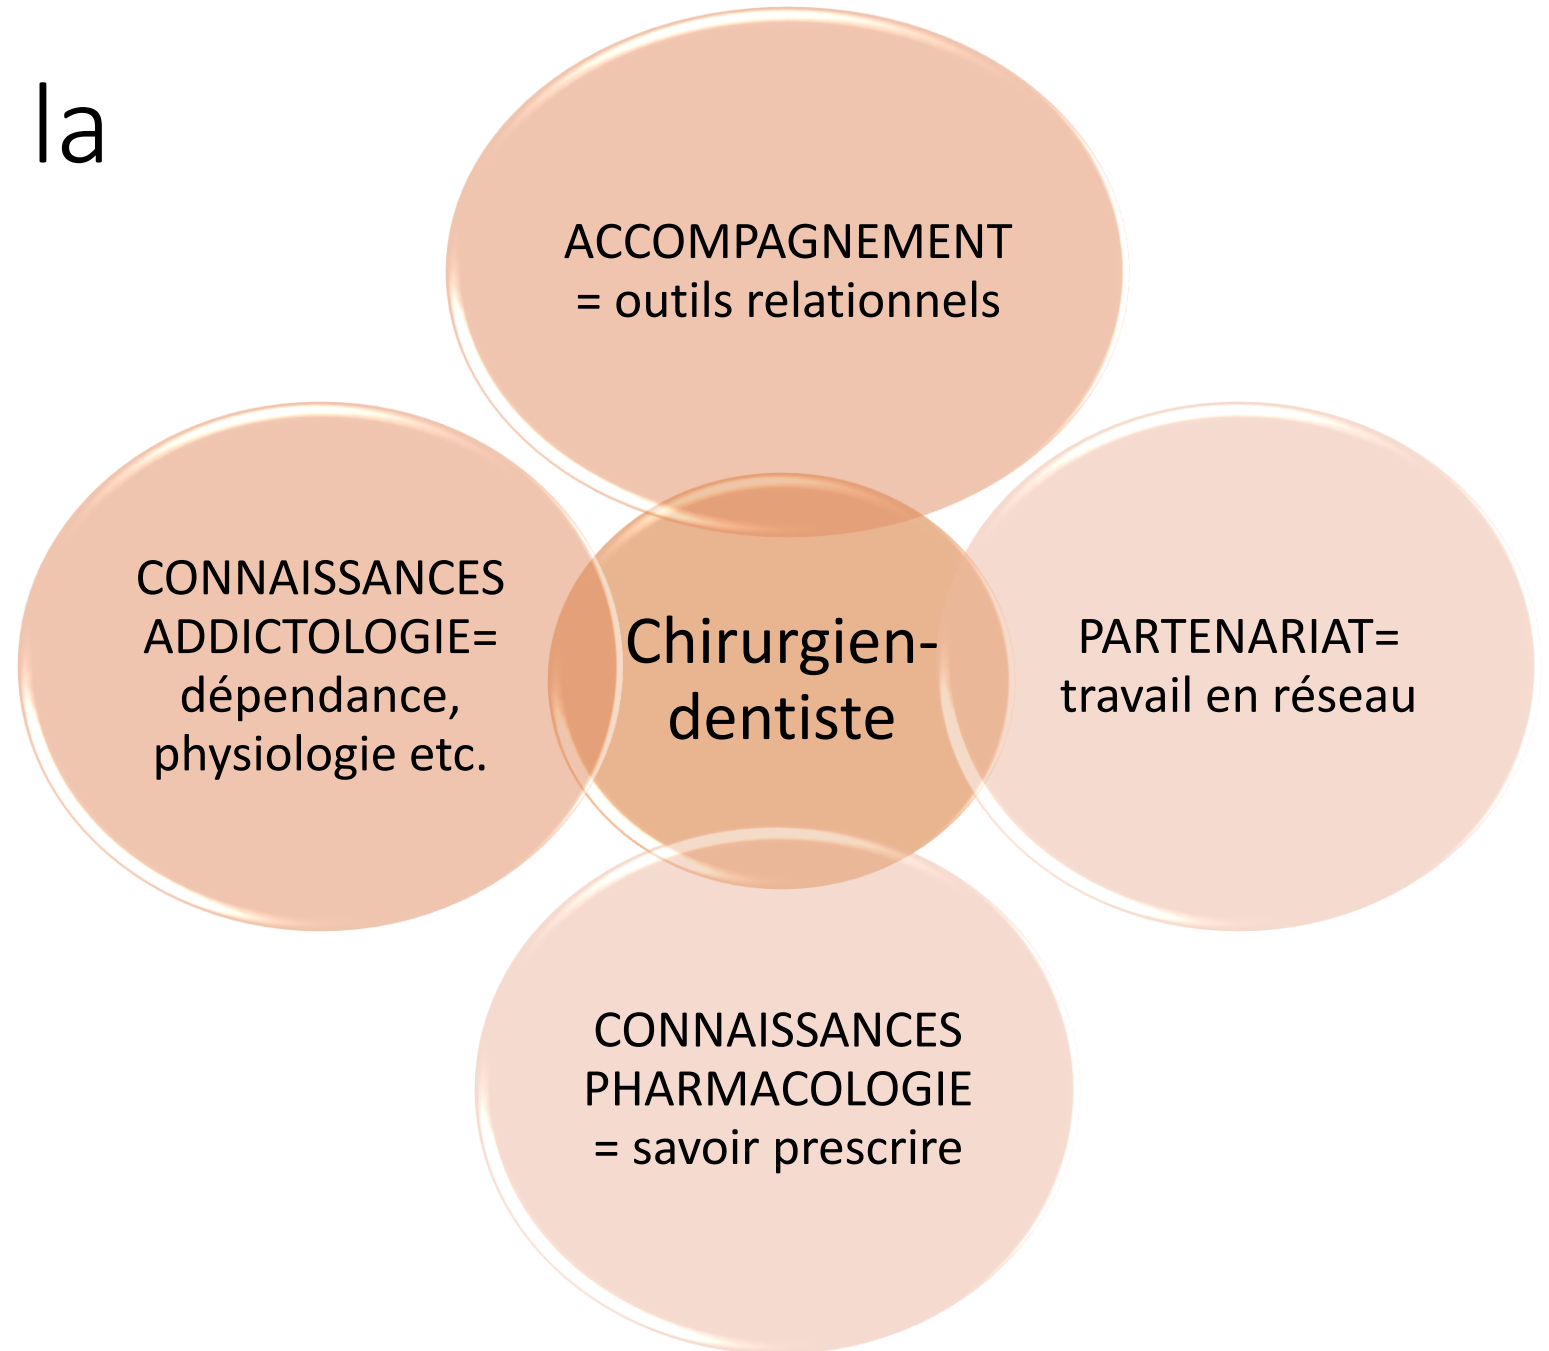 la
ACCOMPAGNEMENT
= outils relationnels
CONNAISSANCES
ADDICTOLOGIE=
dépendance,
physiologie etc.
Chirurgien-
dentiste
PARTENARIAT=
travail en réseau
CONNAISSANCES
PHARMACOLOGIE
= savoir prescrire